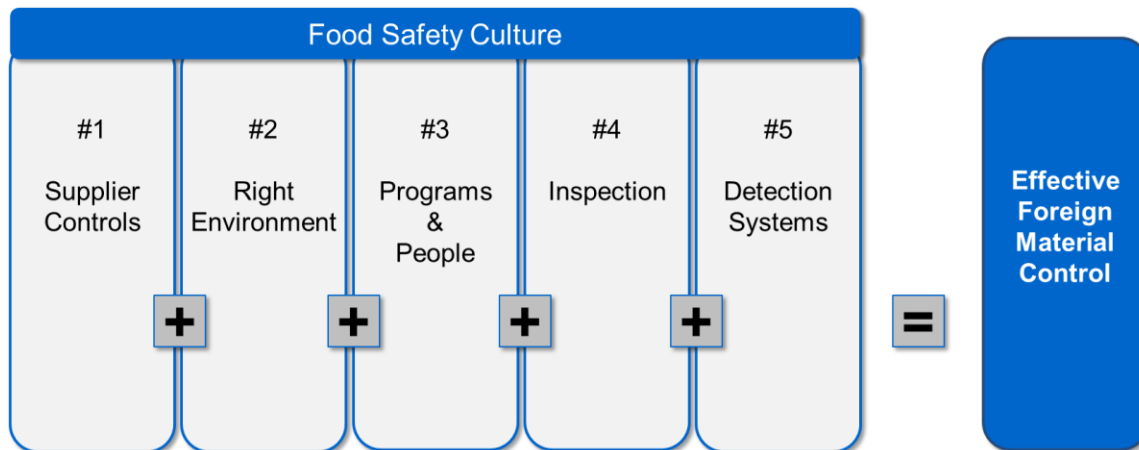 Food Safety Culture
#1
Supplier
Controls
#2
Right
Environment
#3
Programs
&
People
#4
Inspection
#5
Detection
Systems
+
+
+
+
=
Effective
Foreign
Material
Control